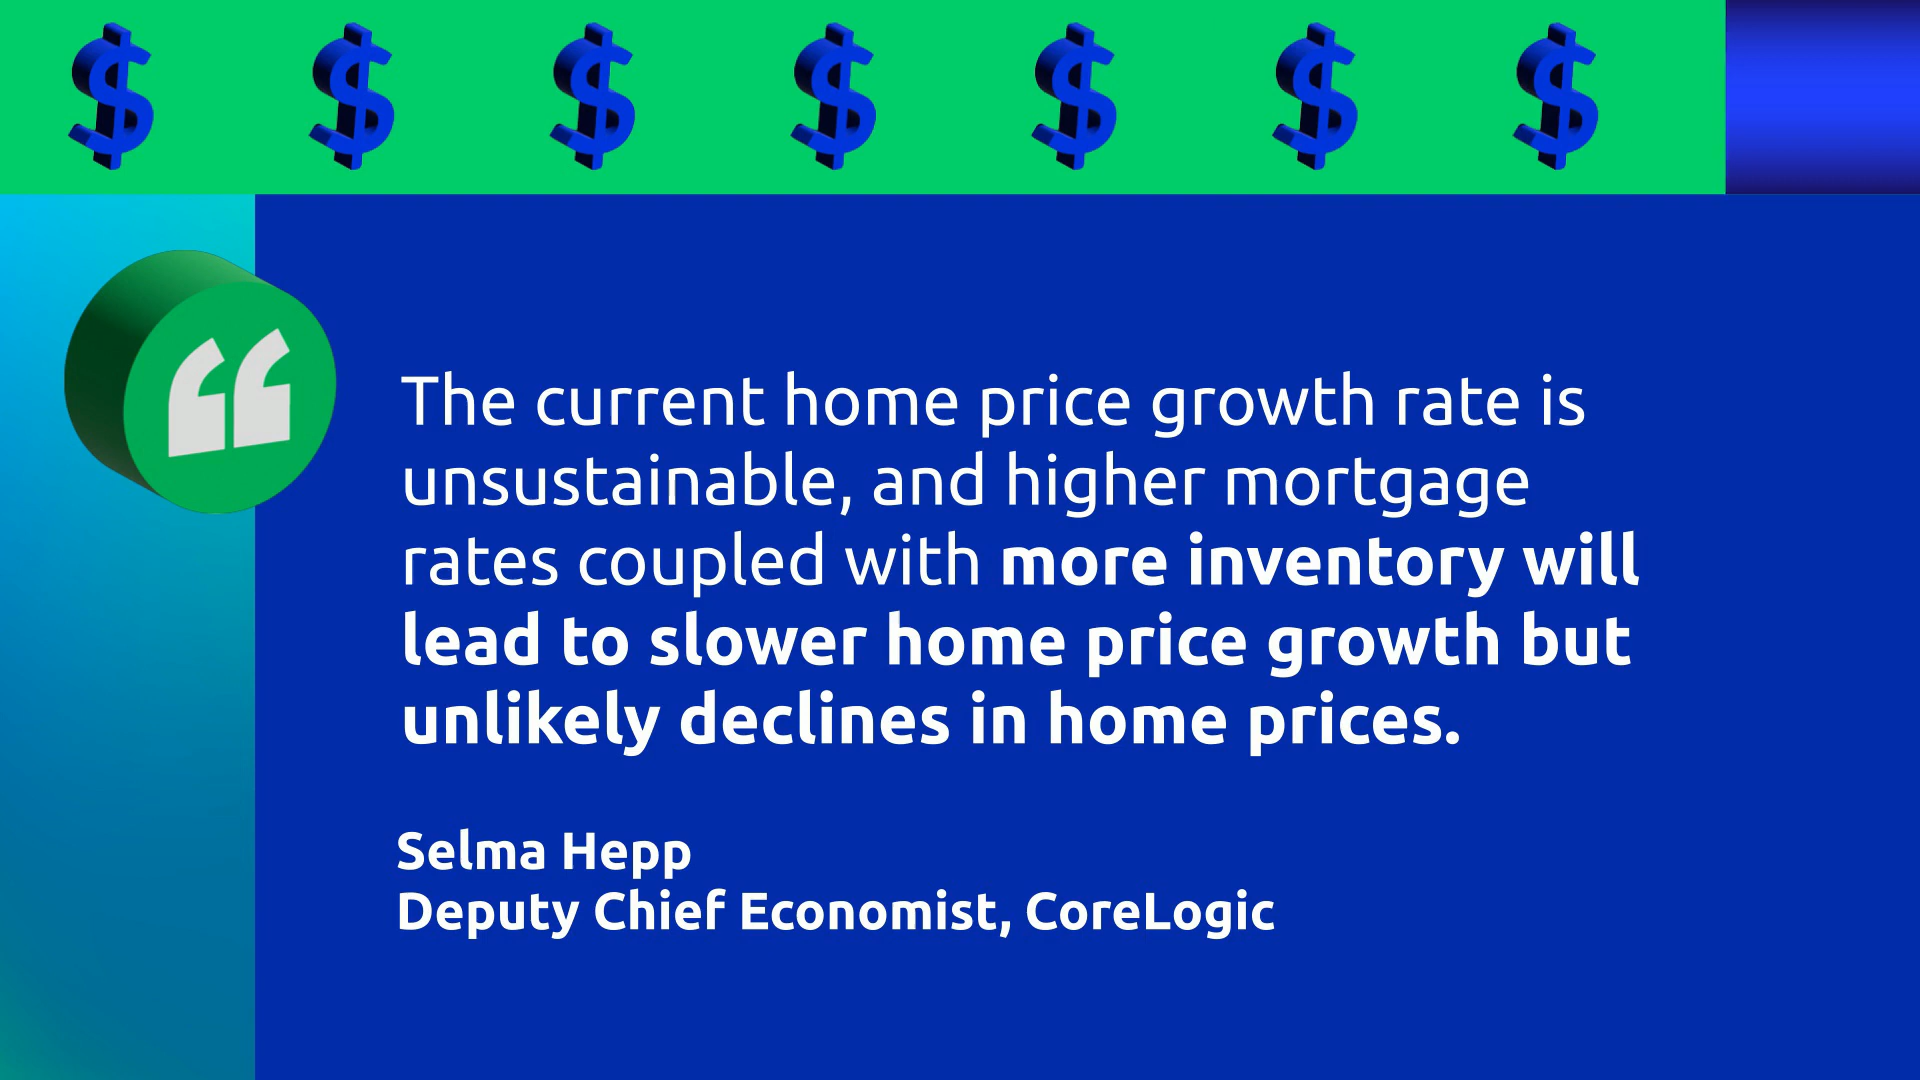 $ $ $ $ $ $ $
“
The current home price growth rate is
unsustainable, and higher mortgage
rates coupled with more inventory will
lead to slower home price growth but
unlikely declines in home prices.
Selma Hepp
Deputy Chief Economist, CoreLogic